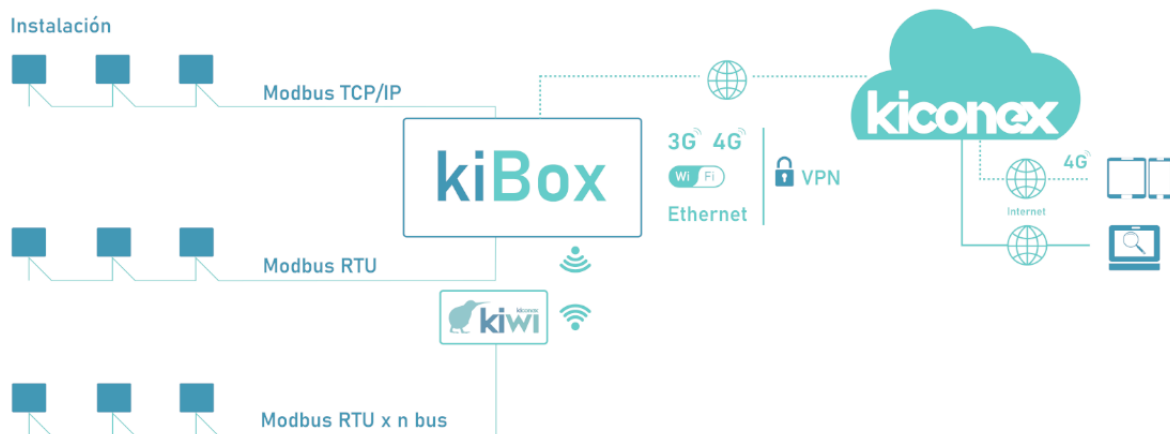 Instalación
Modbus TCP/IP
kiBox
3G 4G
Wi Fi
Ethernet
VPN
kiconex
4G
Internet
Modbus RTU
kiconex
kiwi
Modbus RTU x n bus